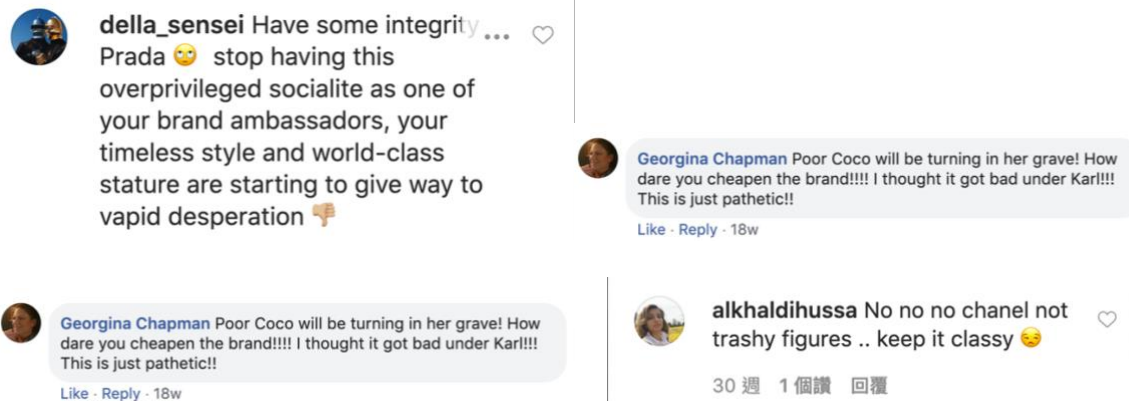 della_sensei Have some integrity ...
Prada 🙄 stop having this
overprivileged socialite as one of
your brand ambassadors, your
timeless style and world-class
stature are starting to give way to
vapid desperation 👎🏼
Georgina Chapman Poor Coco will be turning in her grave! How
dare you cheapen the brand!!!! I thought it got bad under Karl!!!
This is just pathetic!!
Like · Reply · 18w
Georgina Chapman Poor Coco will be turning in her grave! How
dare you cheapen the brand!!!! I thought it got bad under Karl!!!
This is just pathetic!!
Like · Reply · 18w
alkhaldihussa No no no chanel not
trashy figures .. keep it classy 😒
30 週 1 個讚 回覆